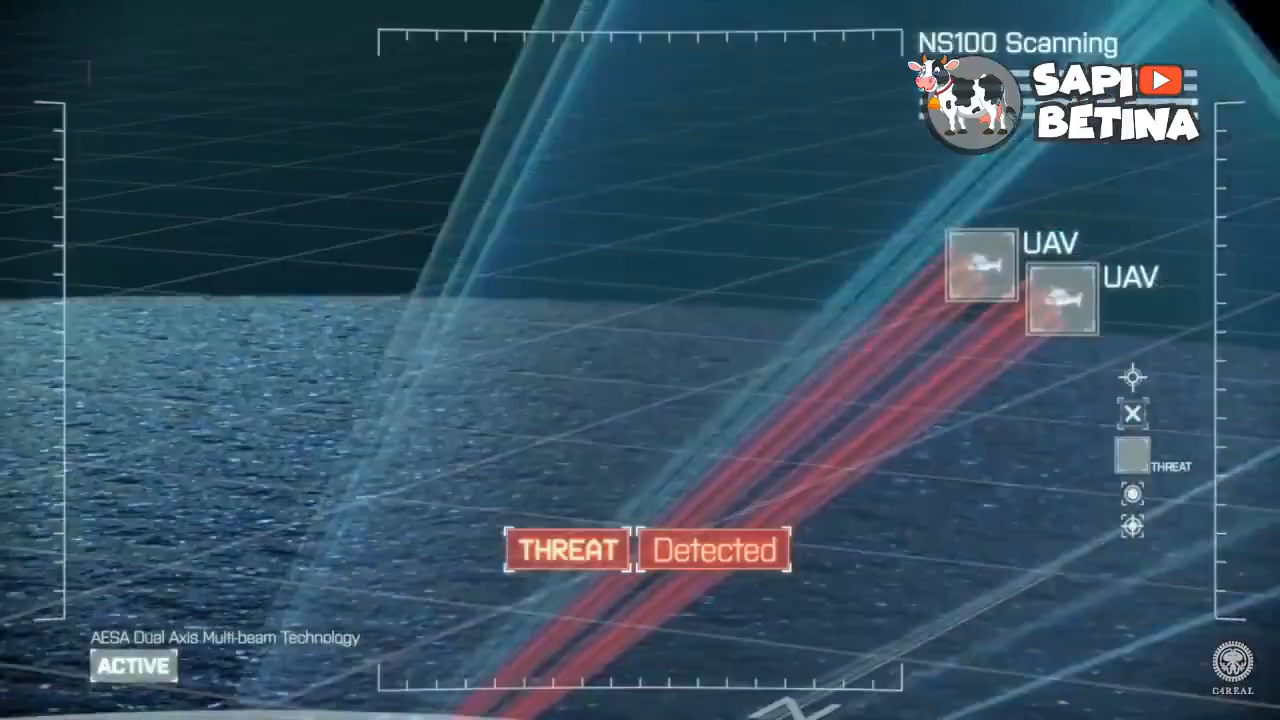 NS100 Scanning
SAPI
BETINA
UAV
UAV
THREAT
THREAT Detected
AESA Dual Axis Multi-beam Technology
ACTIVE
C4REAL